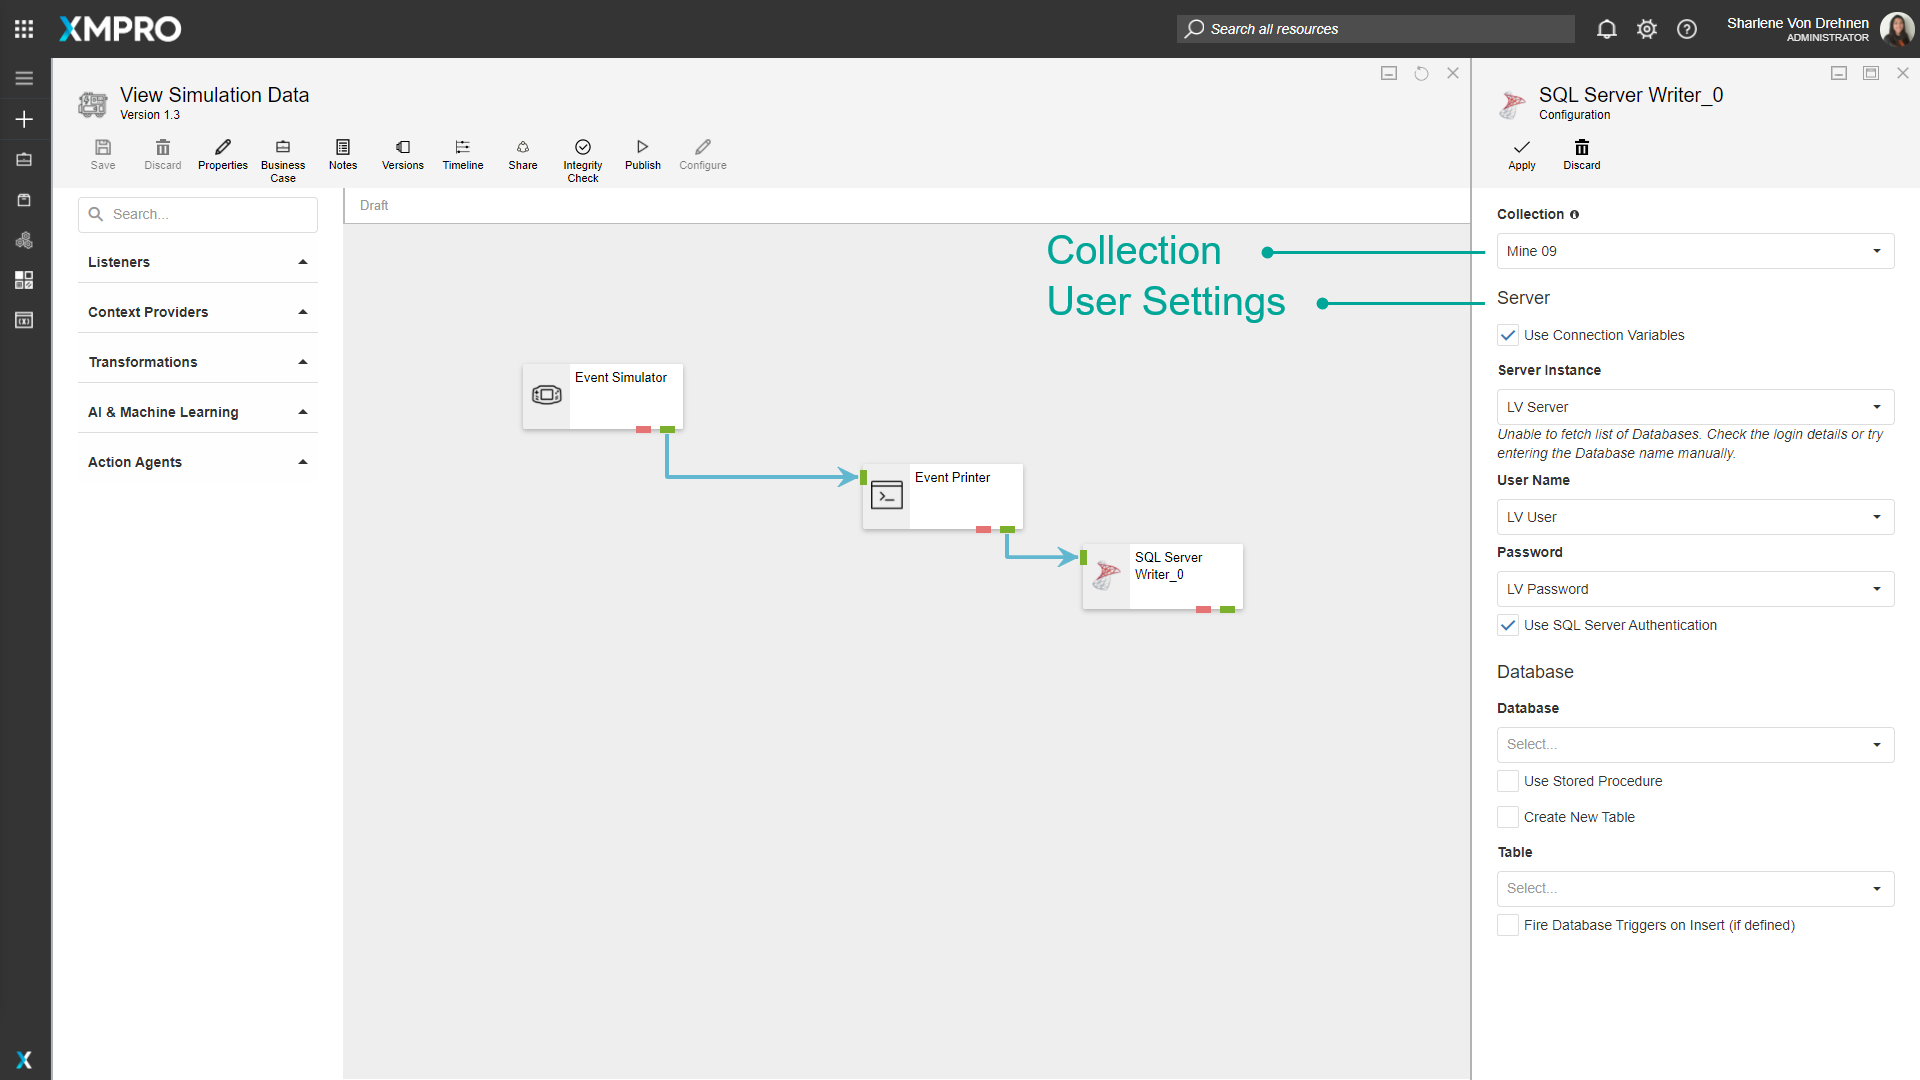 XMPRO
Search all resources
Sharlene Von Drehnen
ADMINISTRATOR
View Simulation Data
Version 1.3
Save
Discard
Properties
Business
Case
Notes
Versions
Timeline
Share
Integrity
Check
Publish
Configure
Search...
Listeners
Context Providers
Transformations
AI & Machine Learning
Action Agents
Draft
Collection
User Settings
Event Simulator
Event Printer
SQL Server
Writer_0
SQL Server Writer_0
Configuration
Apply
Discard
Collection
Mine 09
Server
Use Connection Variables
Server Instance
LV Server
Unable to fetch list of Databases. Check the login details or try
entering the Database name manually.
User Name
LV User
Password
LV Password
Use SQL Server Authentication
Database
Database
Select...
Use Stored Procedure
Create New Table
Table
Select...
Fire Database Triggers on Insert (if defined)